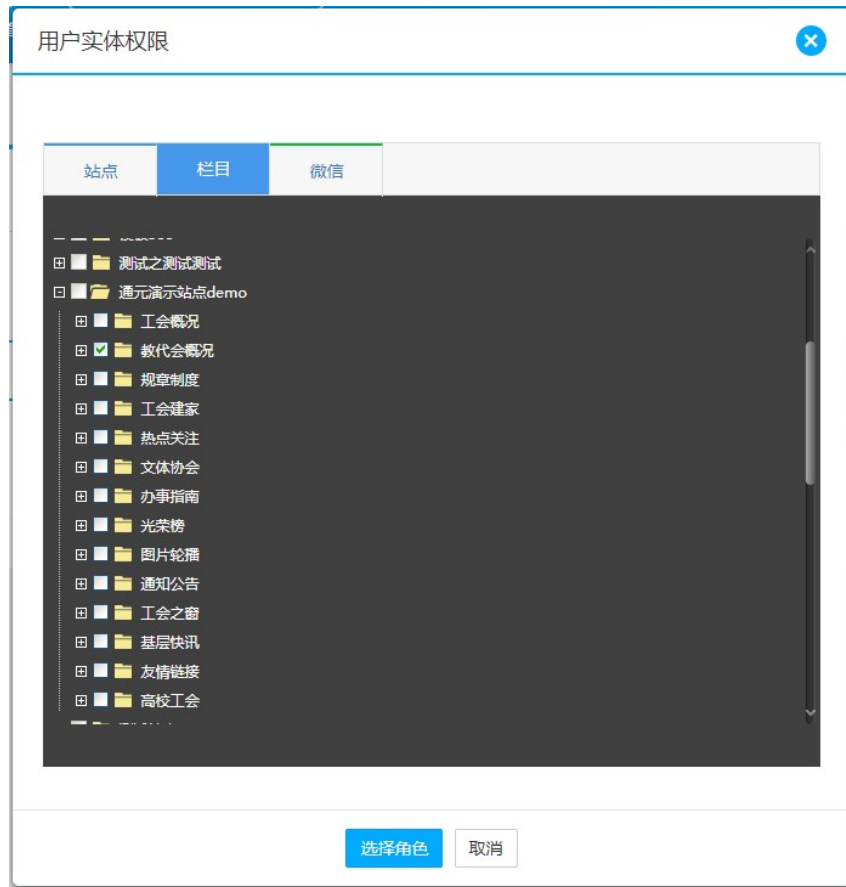 用户实体权限
站点 栏目 微信
测试之测试测试
通元演示站点demo
工会概况
教代会概况
规章制度
工会建家
热点关注
文体协会
办事指南
光荣榜
图片轮播
通知公告
工会之窗
基层快讯
友情链接
高校工会
选择角色 取消